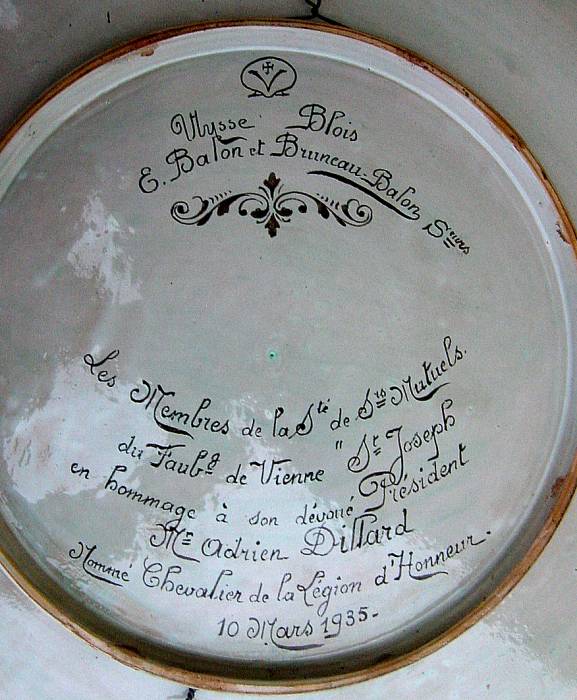 Ulysse Blois
E. Balon et Bruneau-Balon, Sʳᵉᵘʳˢ
Les Membres de la Sᵗᵉ́ de Sʳˢ Mutuels.
du Faubᵍ de Vienne " Sᵗ Joseph
en hommage à son dévoué Président
Mʳ Adrien Dillard
Nommé Chevalier de la Légion d'Honneur.
10 Mars 1935-